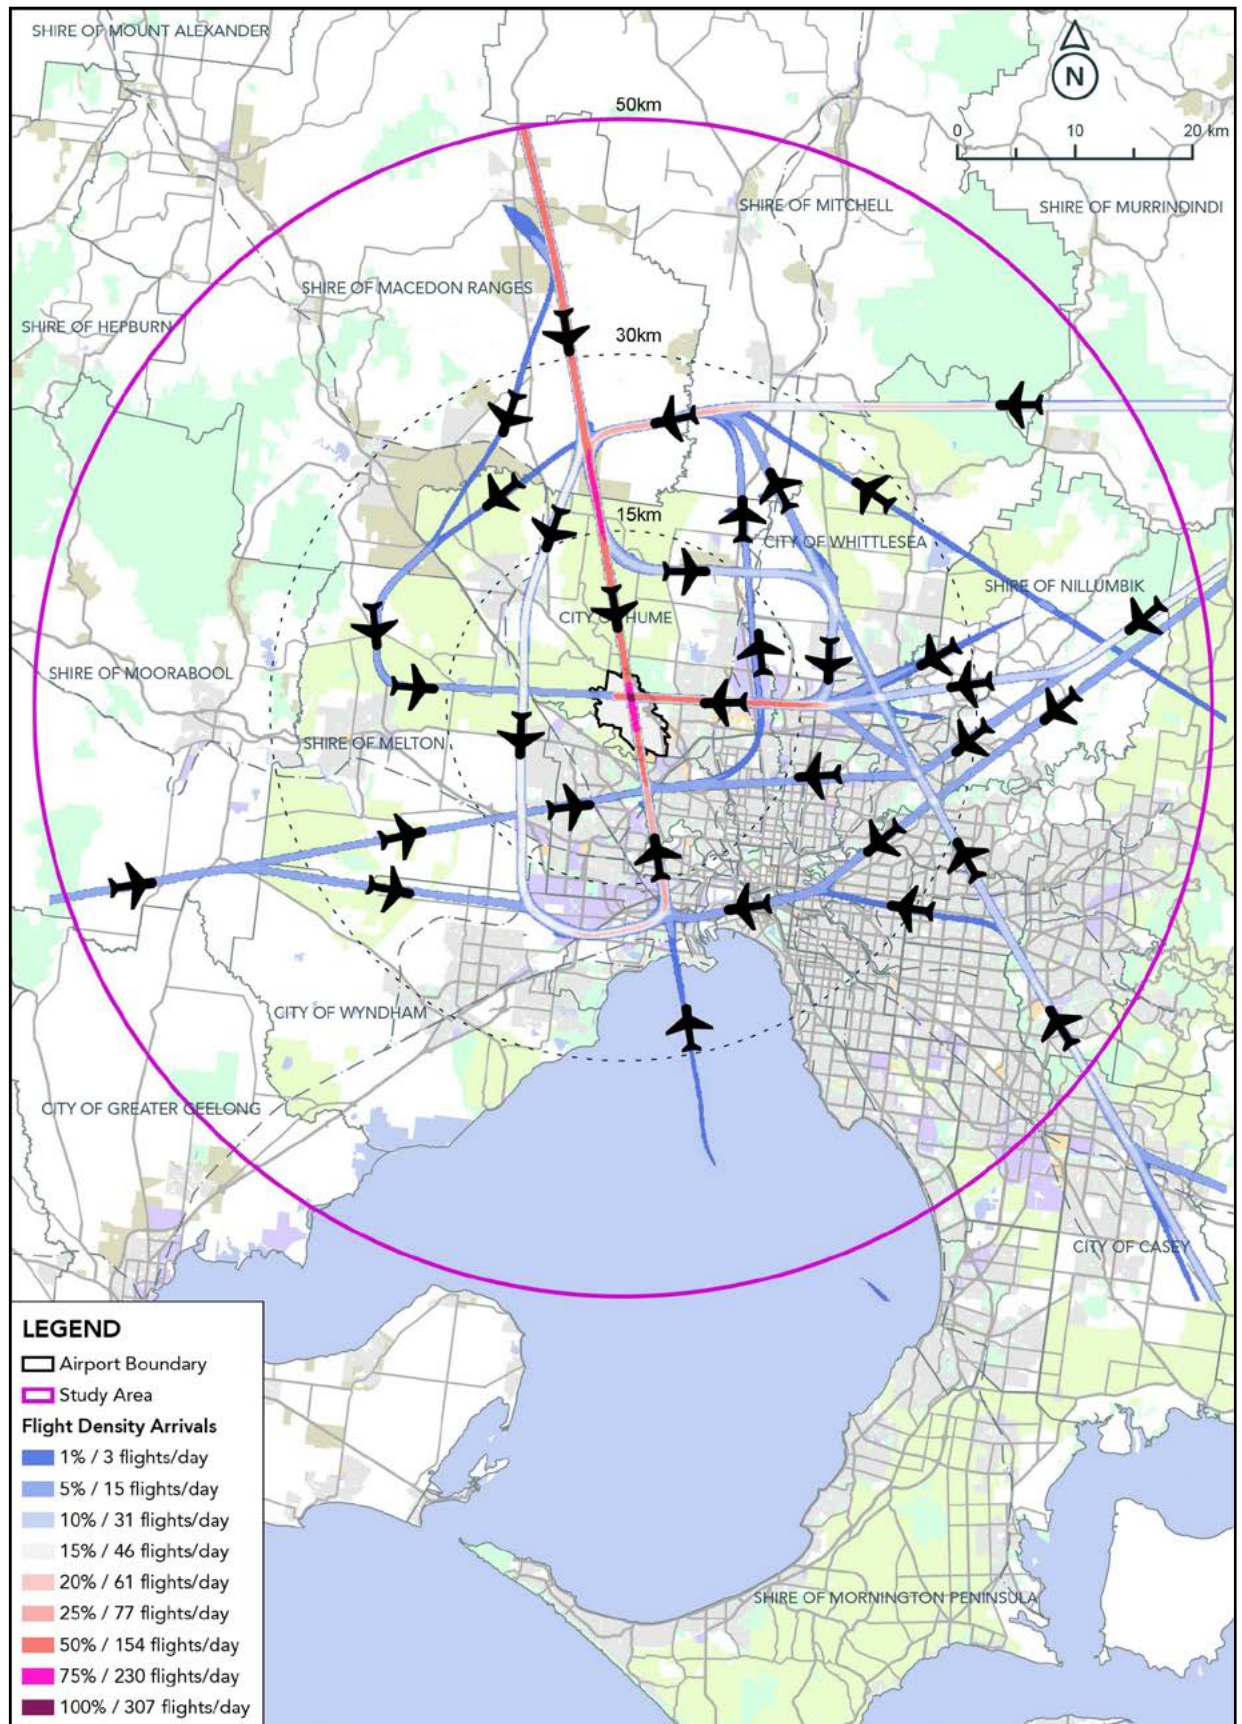 SHIRE OF MOUNT ALEXANDER
N
50km
0 10 20 km
SHIRE OF MITCHELL
SHIRE OF MURRINDINDI
SHIRE OF MACEDON RANGES
SHIRE OF HEPBURN
30km
15km
CITY OF WHITTLESEA
SHIRE OF NILLUMBIK
CITY OF HUME
SHIRE OF MOORABOOL
SHIRE OF MELTON
CITY OF WYNDHAM
CITY OF GREATER GEELONG
CITY OF CASEY
LEGEND
Airport Boundary
Study Area
Flight Density Arrivals
1% / 3 flights/day
5% / 15 flights/day
10% / 31 flights/day
15% / 46 flights/day
20% / 61 flights/day
25% / 77 flights/day
50% / 154 flights/day
75% / 230 flights/day
100% / 307 flights/day
SHIRE OF MORNINGTON PENINSULA